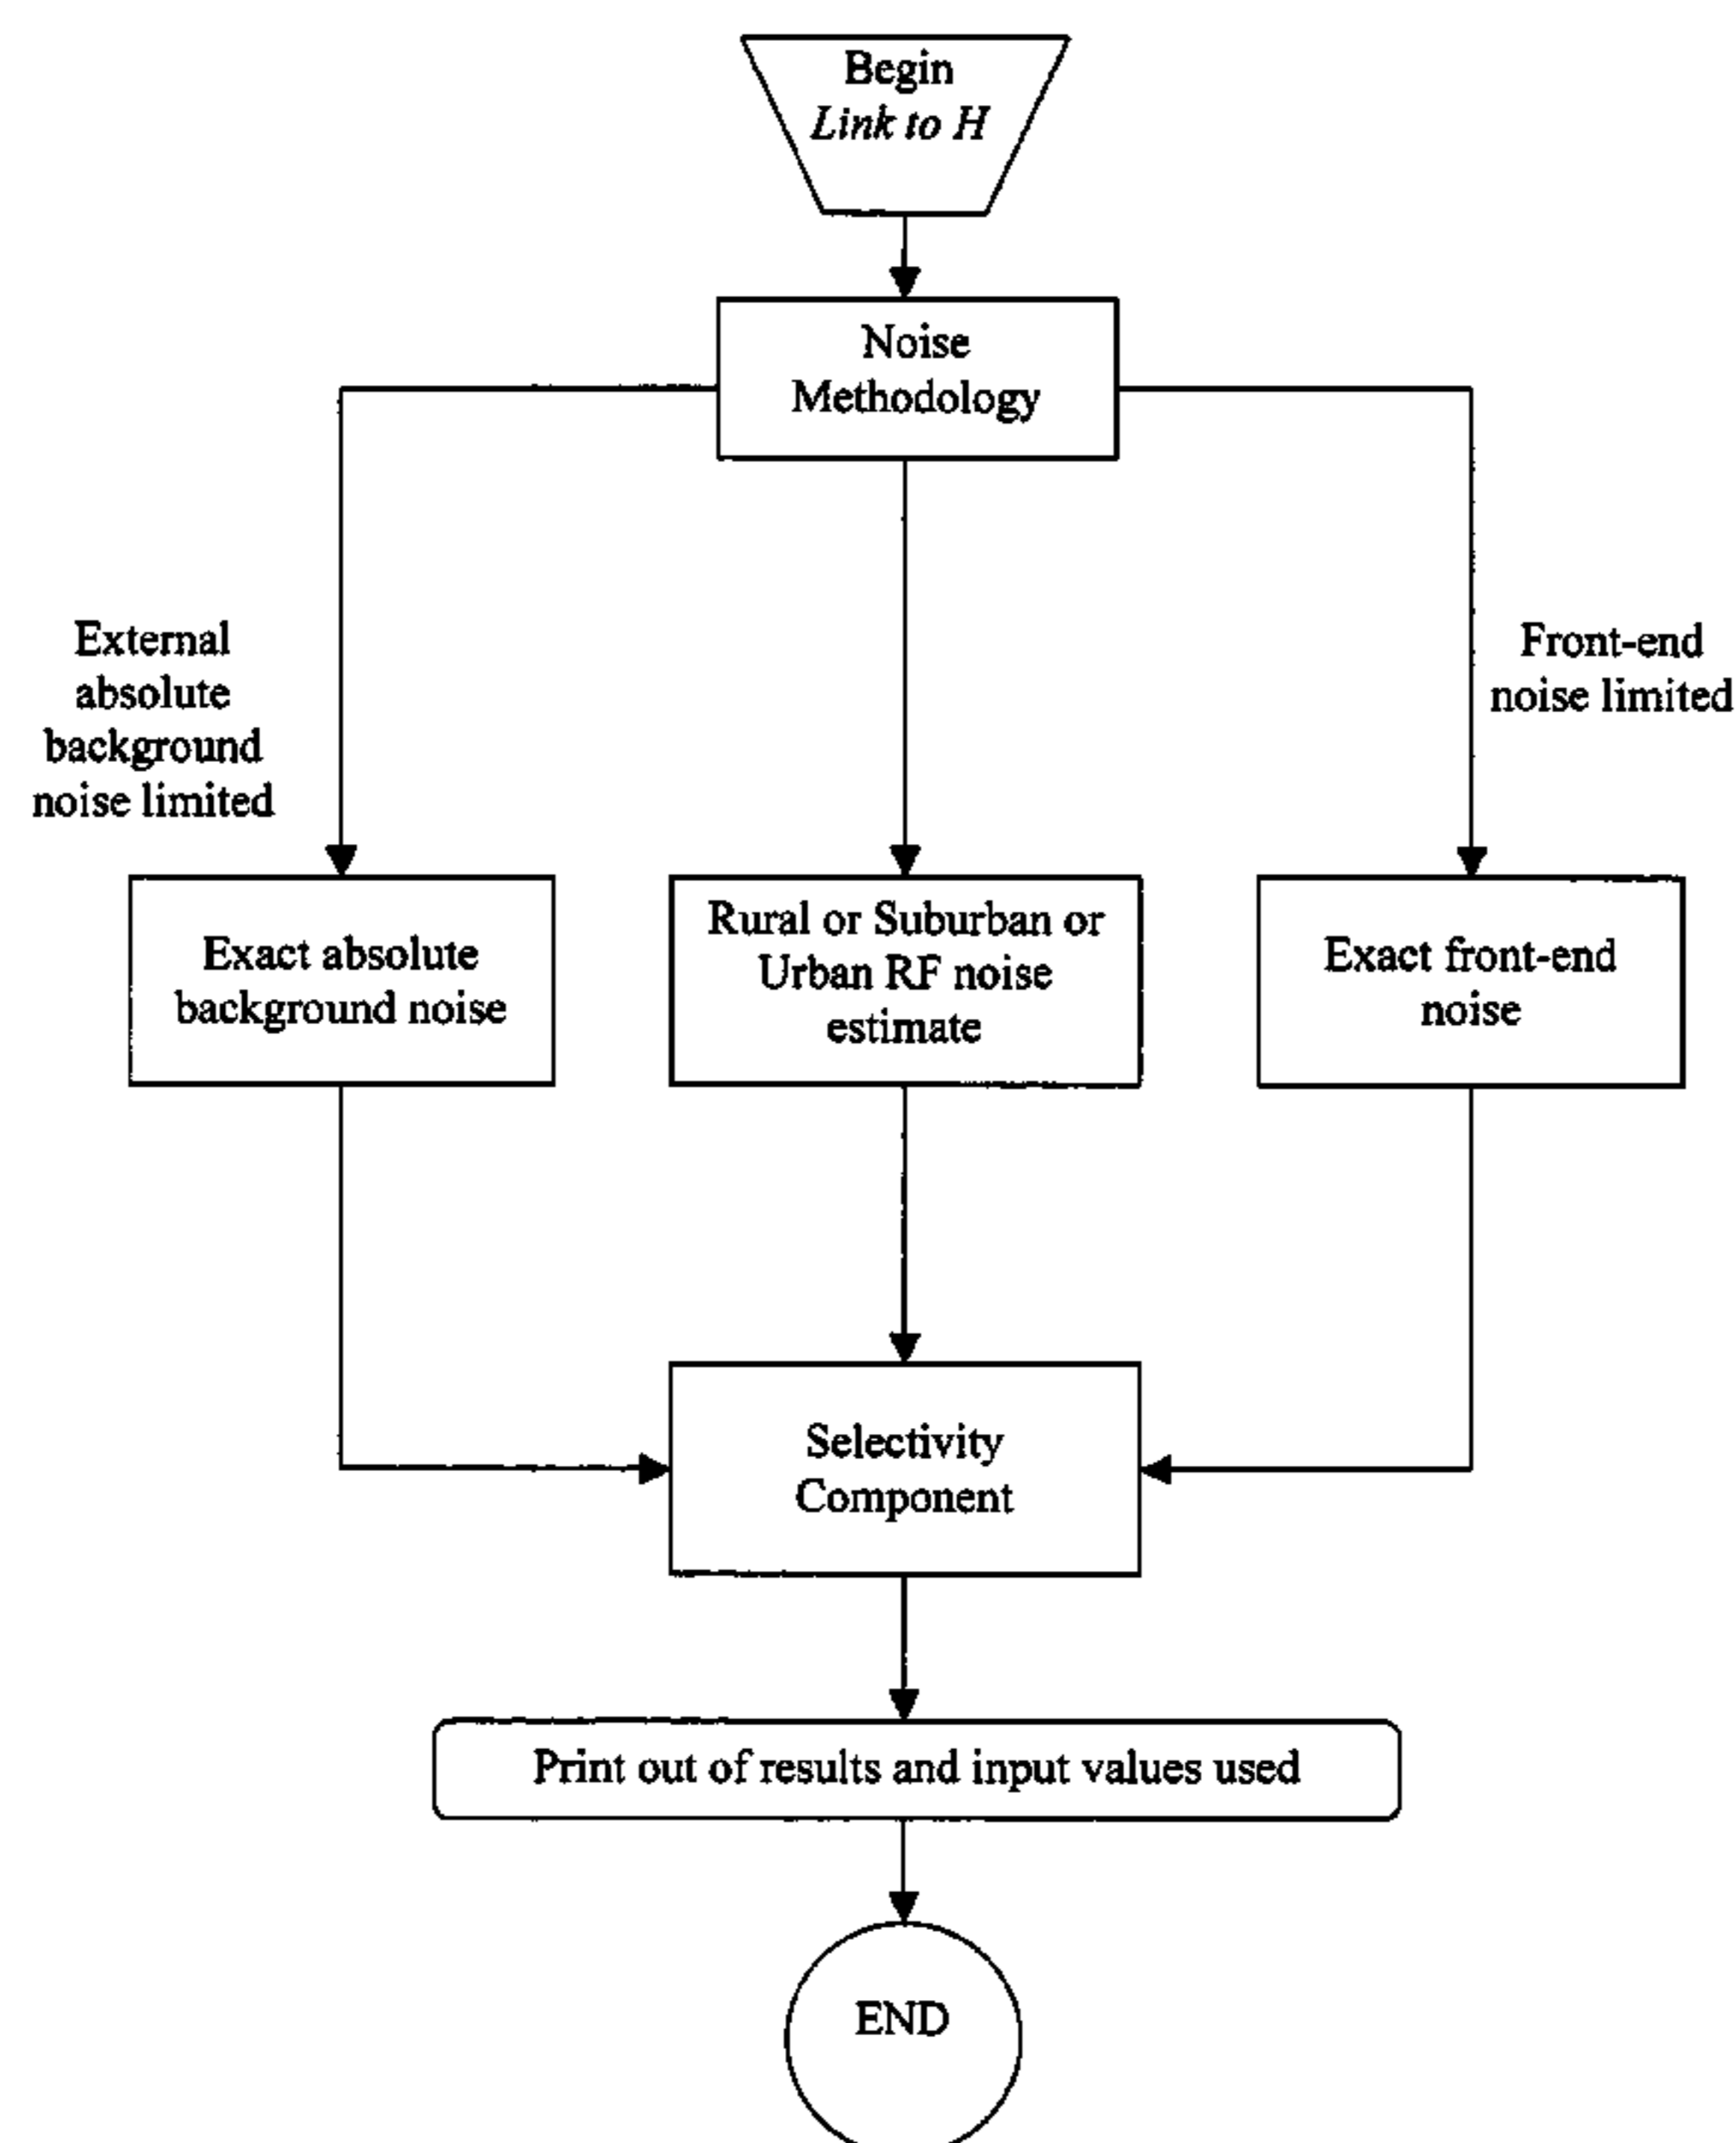 Begin
Link to H
Noise
Methodology
External
absolute
background
noise limited
Front-end
noise limited
Exact absolute
background noise
Rural or Suburban or
Urban RF noise
estimate
Exact front-end
noise
Selectivity
Component
Print out of results and input values used
END